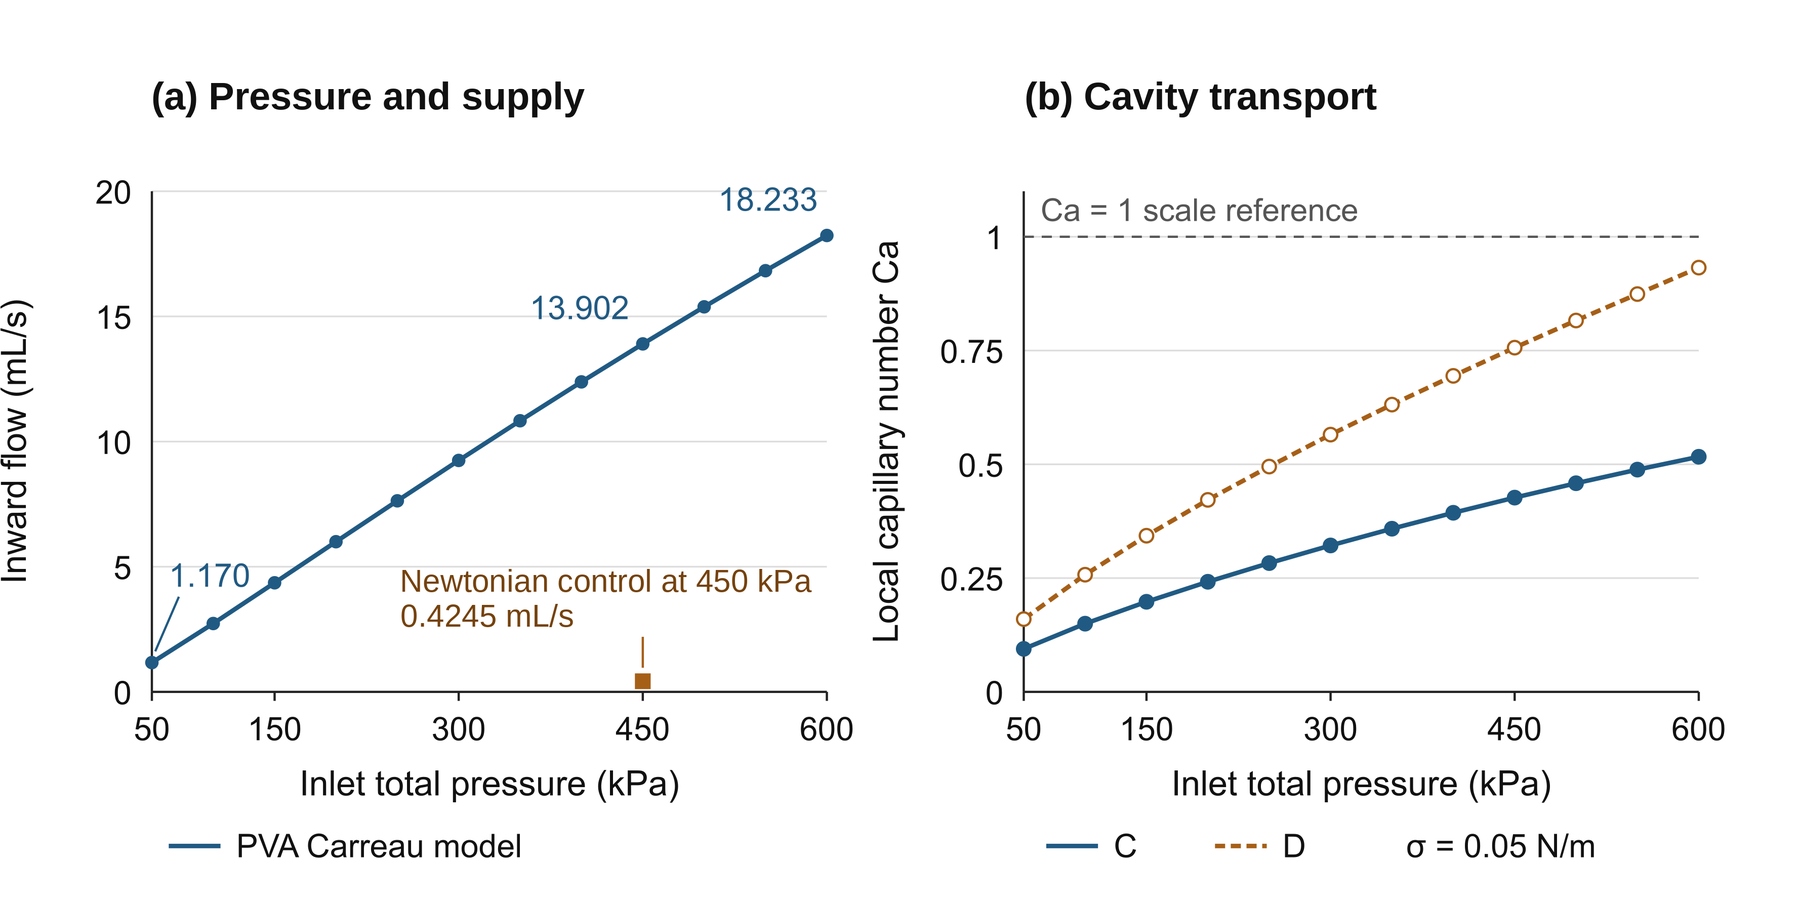 (a) Pressure and supply
20
15
10
5
0
Inward flow (mL/s)
18.233
13.902
1.170
Newtonian control at 450 kPa
0.4245 mL/s
50 150 300 450 600
Inlet total pressure (kPa)
PVA Carreau model
(b) Cavity transport
Ca = 1 scale reference
1
0.75
0.5
0.25
0
Local capillary number Ca
50 150 300 450 600
Inlet total pressure (kPa)
C D σ = 0.05 N/m